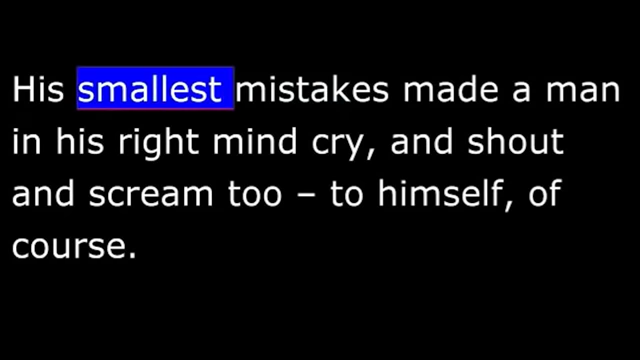 His smallest mistakes made a man
in his right mind cry, and shout
and scream too – to himself, of
course.